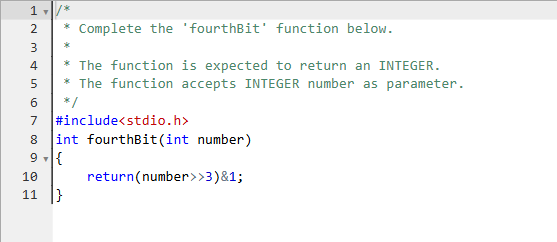 1 /*
2  * Complete the 'fourthBit' function below.
3  *
4  * The function is expected to return an INTEGER.
5  * The function accepts INTEGER number as parameter.
6  */
7 #include<stdio.h>
8 int fourthBit(int number)
9 {
10     return(number>>3)&1;
11 }